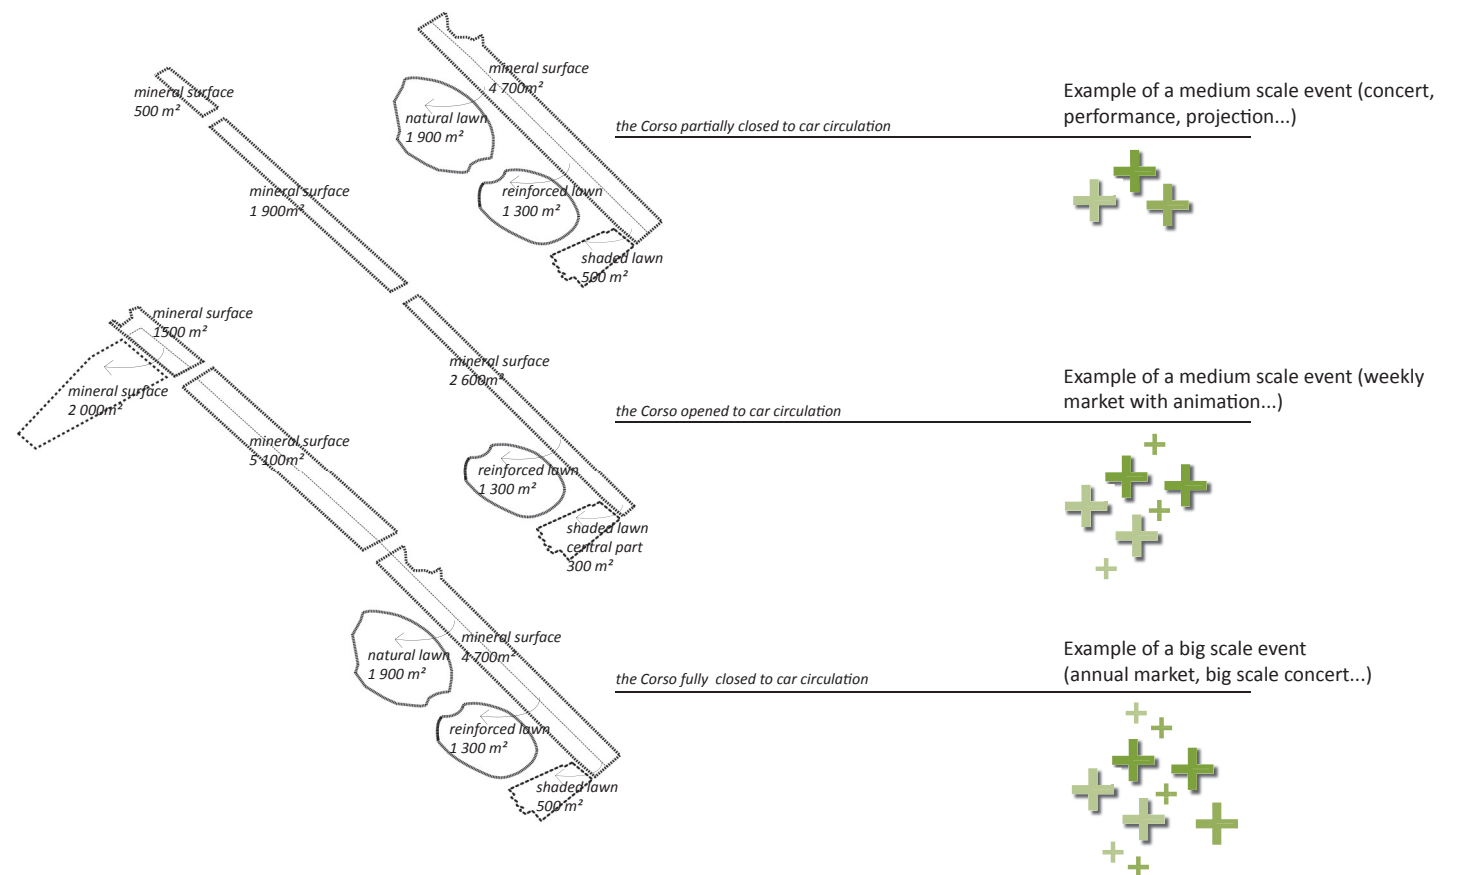 mineral surface
4 700m²
natural lawn
1 900 m²
reinforced lawn
1 300 m²
shaded lawn
500 m²
the Corso partially closed to car circulation
Example of a medium scale event (concert,
performance, projection...)
mineral surface
500 m²
mineral surface
1 900m²
mineral surface
2 600m²
reinforced lawn
1 300 m²
shaded lawn
central part
300 m²
the Corso opened to car circulation
Example of a medium scale event (weekly
market with animation...)
mineral surface
1500 m²
mineral surface
2 000m²
mineral surface
5 100m²
mineral surface
4 700m²
natural lawn
1 900 m²
reinforced lawn
1 300 m²
shaded lawn
500 m²
the Corso fully closed to car circulation
Example of a big scale event
(annual market, big scale concert...)